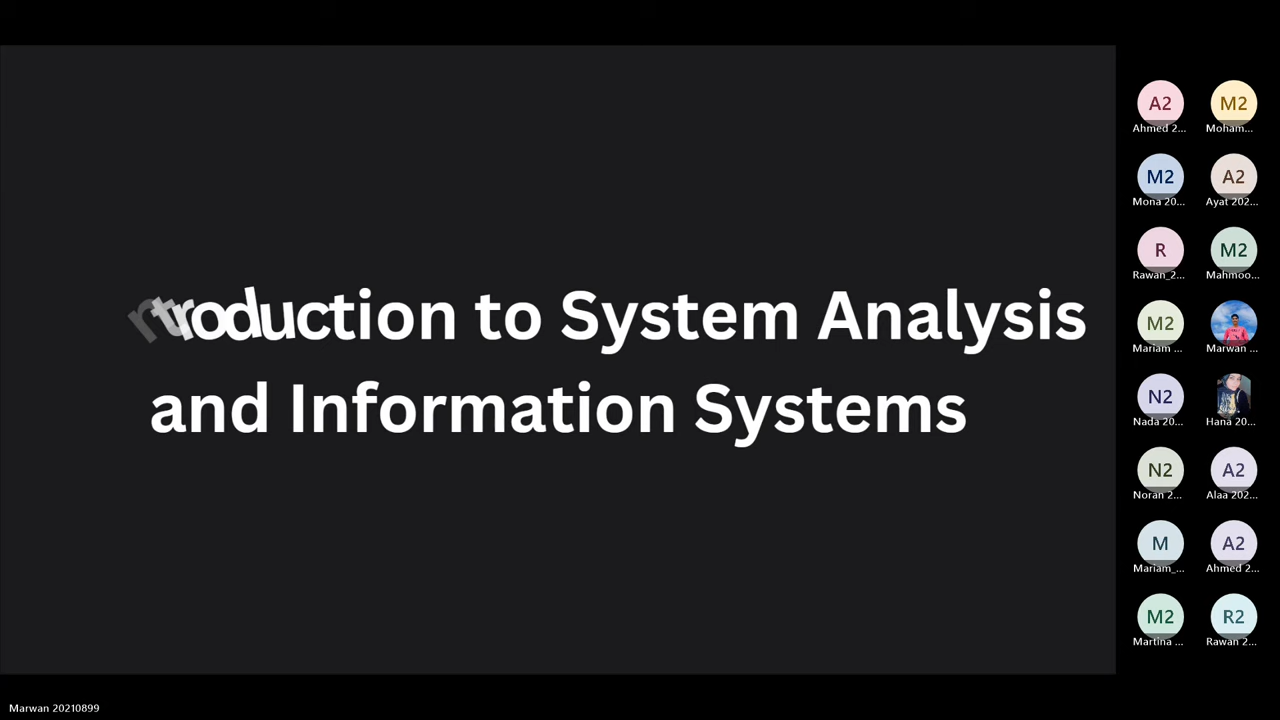 ntroduction to System Analysis
and Information Systems
A2
M2
Ahmed 2...
Moham...
M2
A2
Mona 20...
Ayat 202...
R
M2
Rawan_2...
Mahmoo...
M2
Mariam ...
Marwan ...
N2
Nada 20...
Hana 20...
N2
A2
Noran 2...
Alaa 202...
M
A2
Mariam_...
Ahmed 2...
M2
R2
Martina ...
Rawan 2...
Marwan 20210899